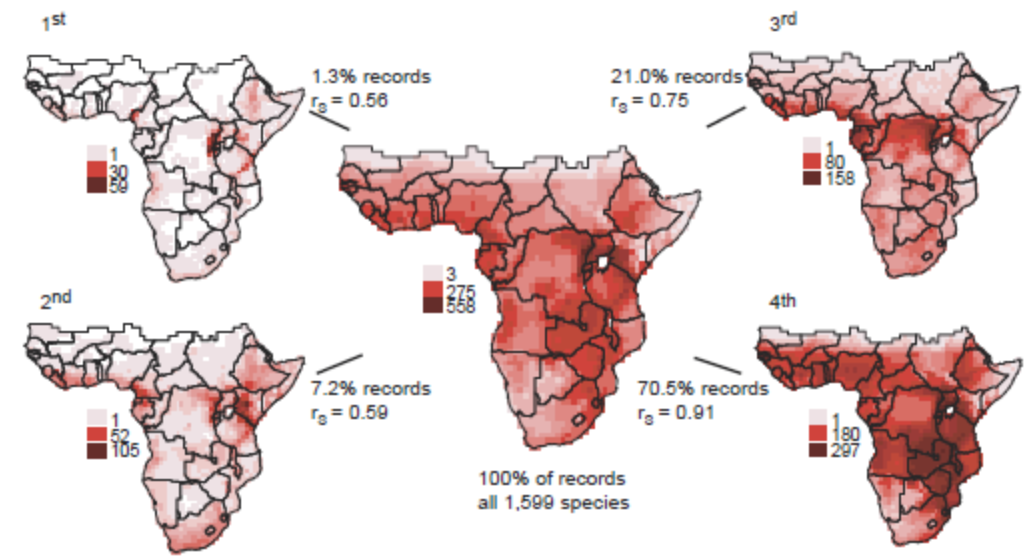 1st
1.3% records
rs = 0.56
1
30
59
3rd
21.0% records
rs = 0.75
1
80
158
3
275
558
2nd
7.2% records
rs = 0.59
1
52
105
4th
70.5% records
rs = 0.91
1
180
297
100% of records
all 1,599 species